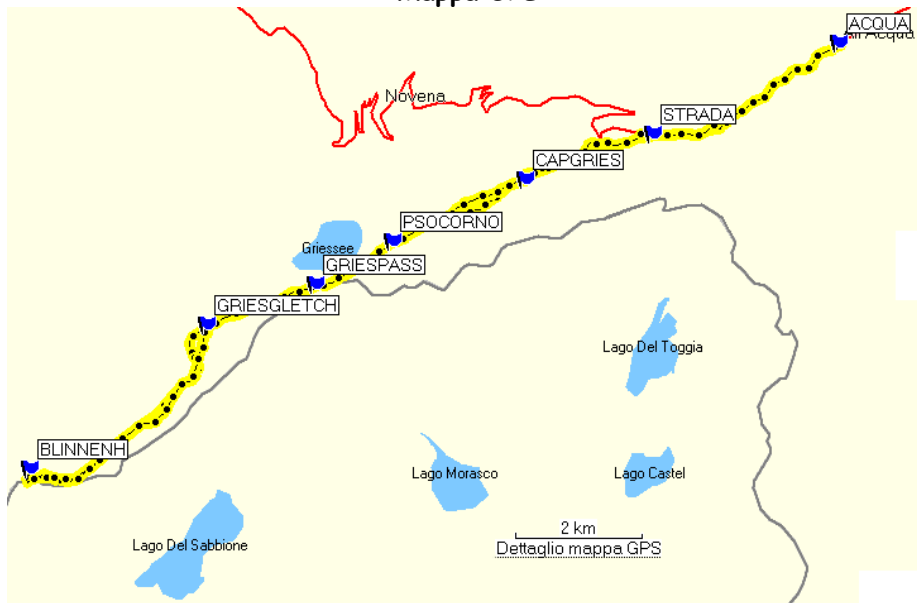 ACQUA
All'Acqua
Novena
STRADA
CAPGRIES
PSOCORNO
Griessee
GRIESPASS
GRIESGLETCH
Lago Del Toggia
BLINNENH
Lago Morasco
Lago Castel
2 km
Lago Del Sabbione
Dettaglio mappa GPS